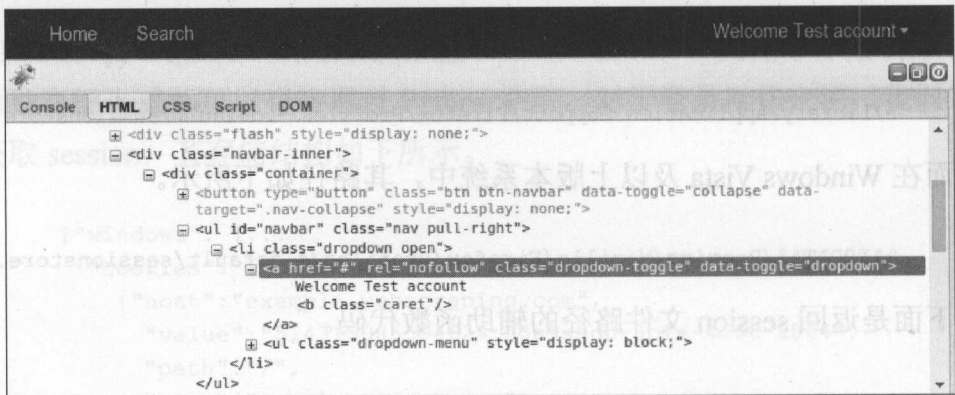 Home Search Welcome Test account
Console HTML CSS Script DOM
<div class="flash" style="display: none;">
<div class="navbar-inner">
<div class="container">
<button type="button" class="btn btn-navbar" data-toggle="collapse" data-
target=".nav-collapse" style="display: none;">
<ul id="navbar" class="nav pull-right">
<li class="dropdown open">
<a href="#" rel="nofollow" class="dropdown-toggle" data-toggle="dropdown">
Welcome Test account
<b class="caret"/>
</a>
<ul class="dropdown-menu" style="display: block;">
</li>
</ul>